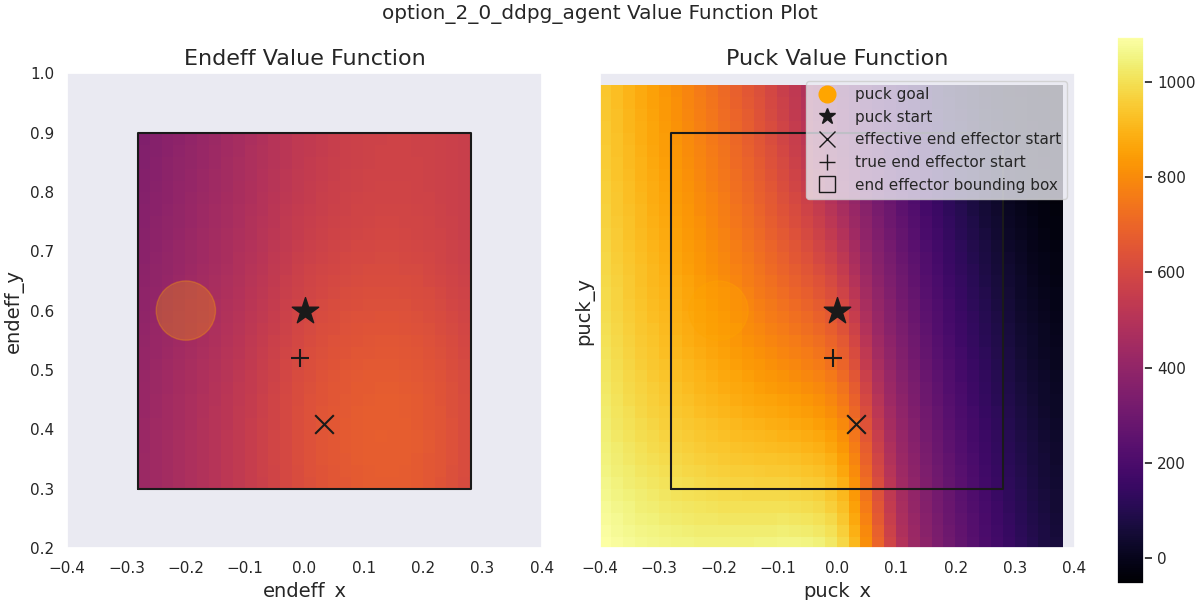 option_2_0_ddpg_agent Value Function Plot
Endeff Value Function
Puck Value Function
endeff_y
1.0
0.9
0.8
0.7
0.6
0.5
0.4
0.3
0.2
−0.4 −0.3 −0.2 −0.1 0.0 0.1 0.2 0.3 0.4
endeff_x
puck_y
puck goal
puck start
effective end effector start
true end effector start
end effector bounding box
−0.4 −0.3 −0.2 −0.1 0.0 0.1 0.2 0.3 0.4
puck_x
1000
800
600
400
200
0